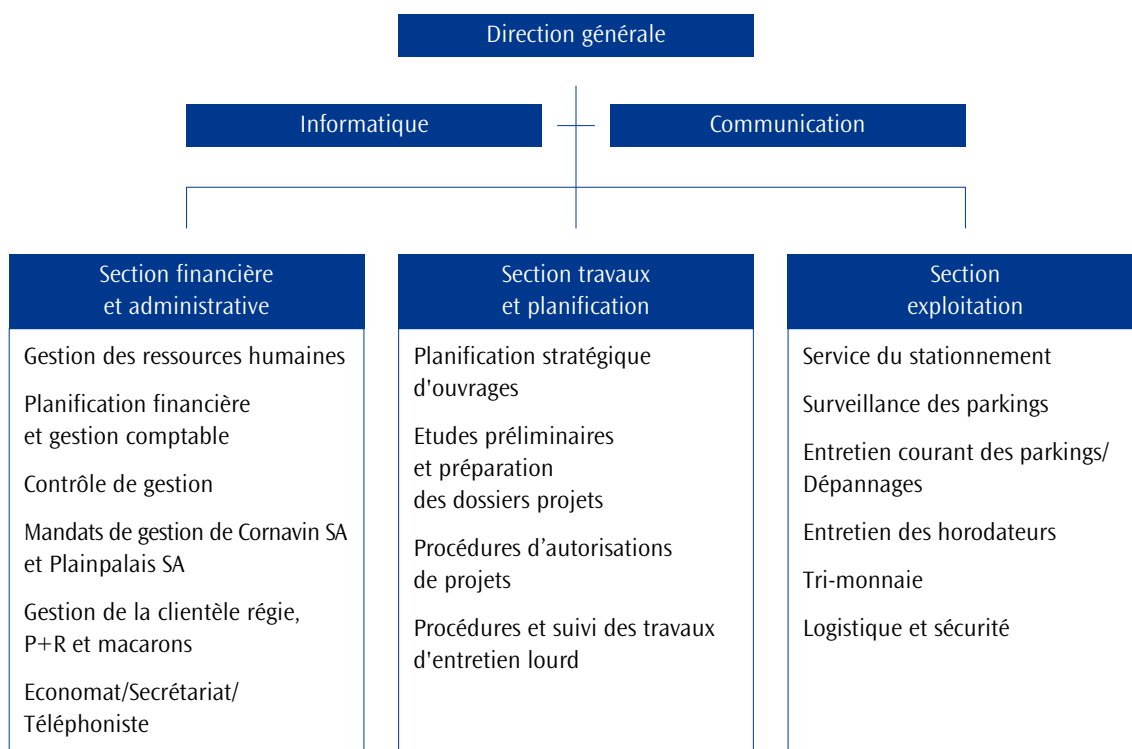 Direction générale
Informatique
Communication
Section financière
et administrative
Gestion des ressources humaines
Planification financière
et gestion comptable
Contrôle de gestion
Mandats de gestion de Cornavin SA
et Plainpalais SA
Gestion de la clientèle régie,
P+R et macarons
Economat/Secrétariat/
Téléphoniste
Section travaux
et planification
Planification stratégique
d'ouvrages
Etudes préliminaires
et préparation
des dossiers projets
Procédures d’autorisations
de projets
Procédures et suivi des travaux
d'entretien lourd
Section
exploitation
Service du stationnement
Surveillance des parkings
Entretien courant des parkings/
Dépannages
Entretien des horodateurs
Tri-monnaie
Logistique et sécurité